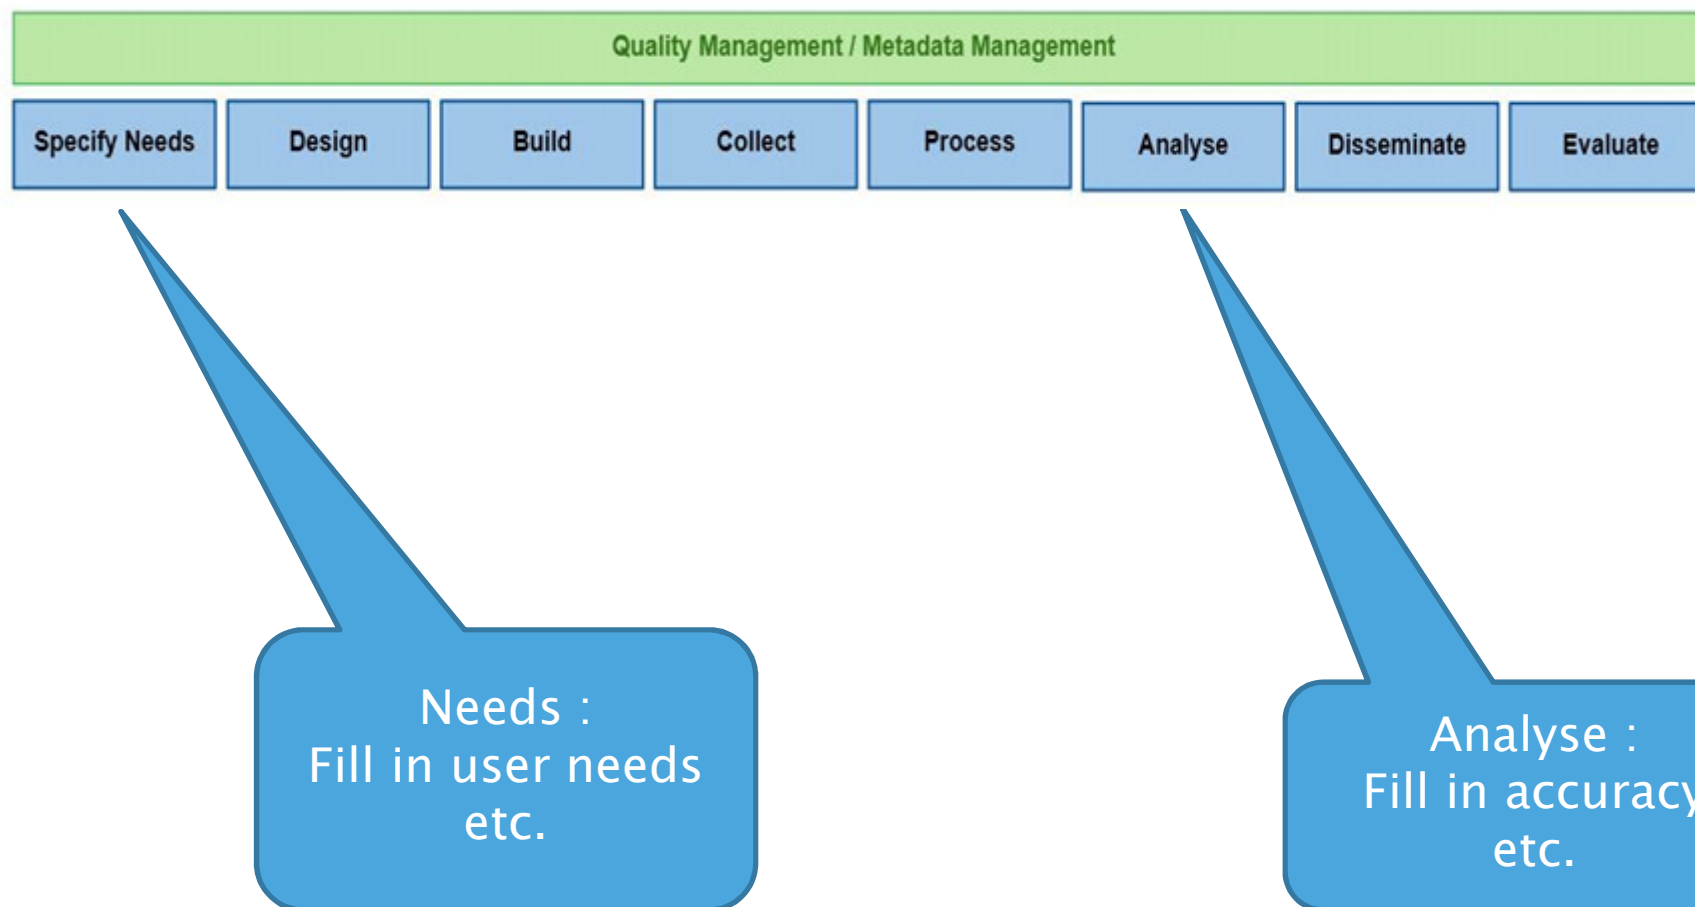 Quality Management / Metadata Management
Specify Needs
Design
Build
Collect
Process
Analyse
Disseminate
Evaluate
Needs :
Fill in user needs
etc.
Analyse :
Fill in accuracy
etc.